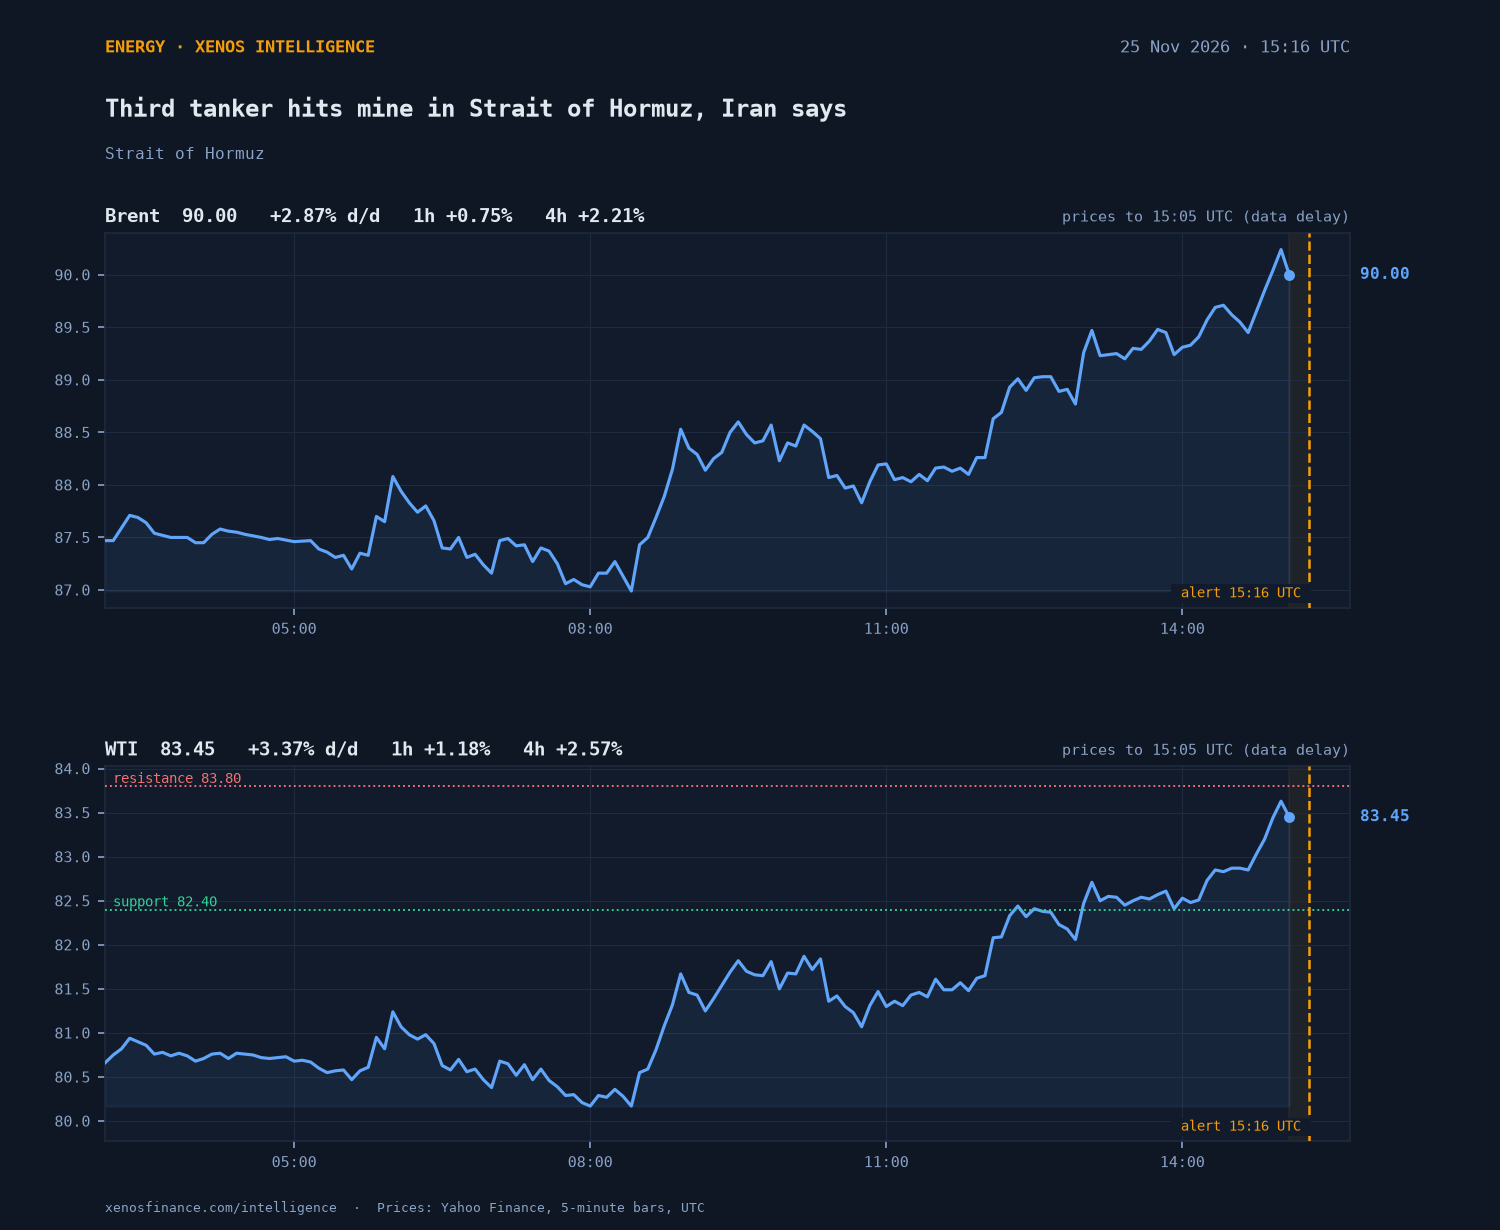 ENERGY · XENOS INTELLIGENCE
25 Nov 2026 · 15:16 UTC
Third tanker hits mine in Strait of Hormuz, Iran says
Strait of Hormuz
Brent 90.00 +2.87% d/d 1h +0.75% 4h +2.21%
prices to 15:05 UTC (data delay)
90.0
90.00
89.5
89.0
88.5
88.0
87.5
87.0
alert 15:16 UTC
05:00
08:00
11:00
14:00
WTI 83.45 +3.37% d/d 1h +1.18% 4h +2.57%
prices to 15:05 UTC (data delay)
84.0
resistance 83.80
83.5
83.45
83.0
82.5
support 82.40
82.0
81.5
81.0
80.5
80.0
alert 15:16 UTC
05:00
08:00
11:00
14:00
xenosfinance.com/intelligence · Prices: Yahoo Finance, 5-minute bars, UTC